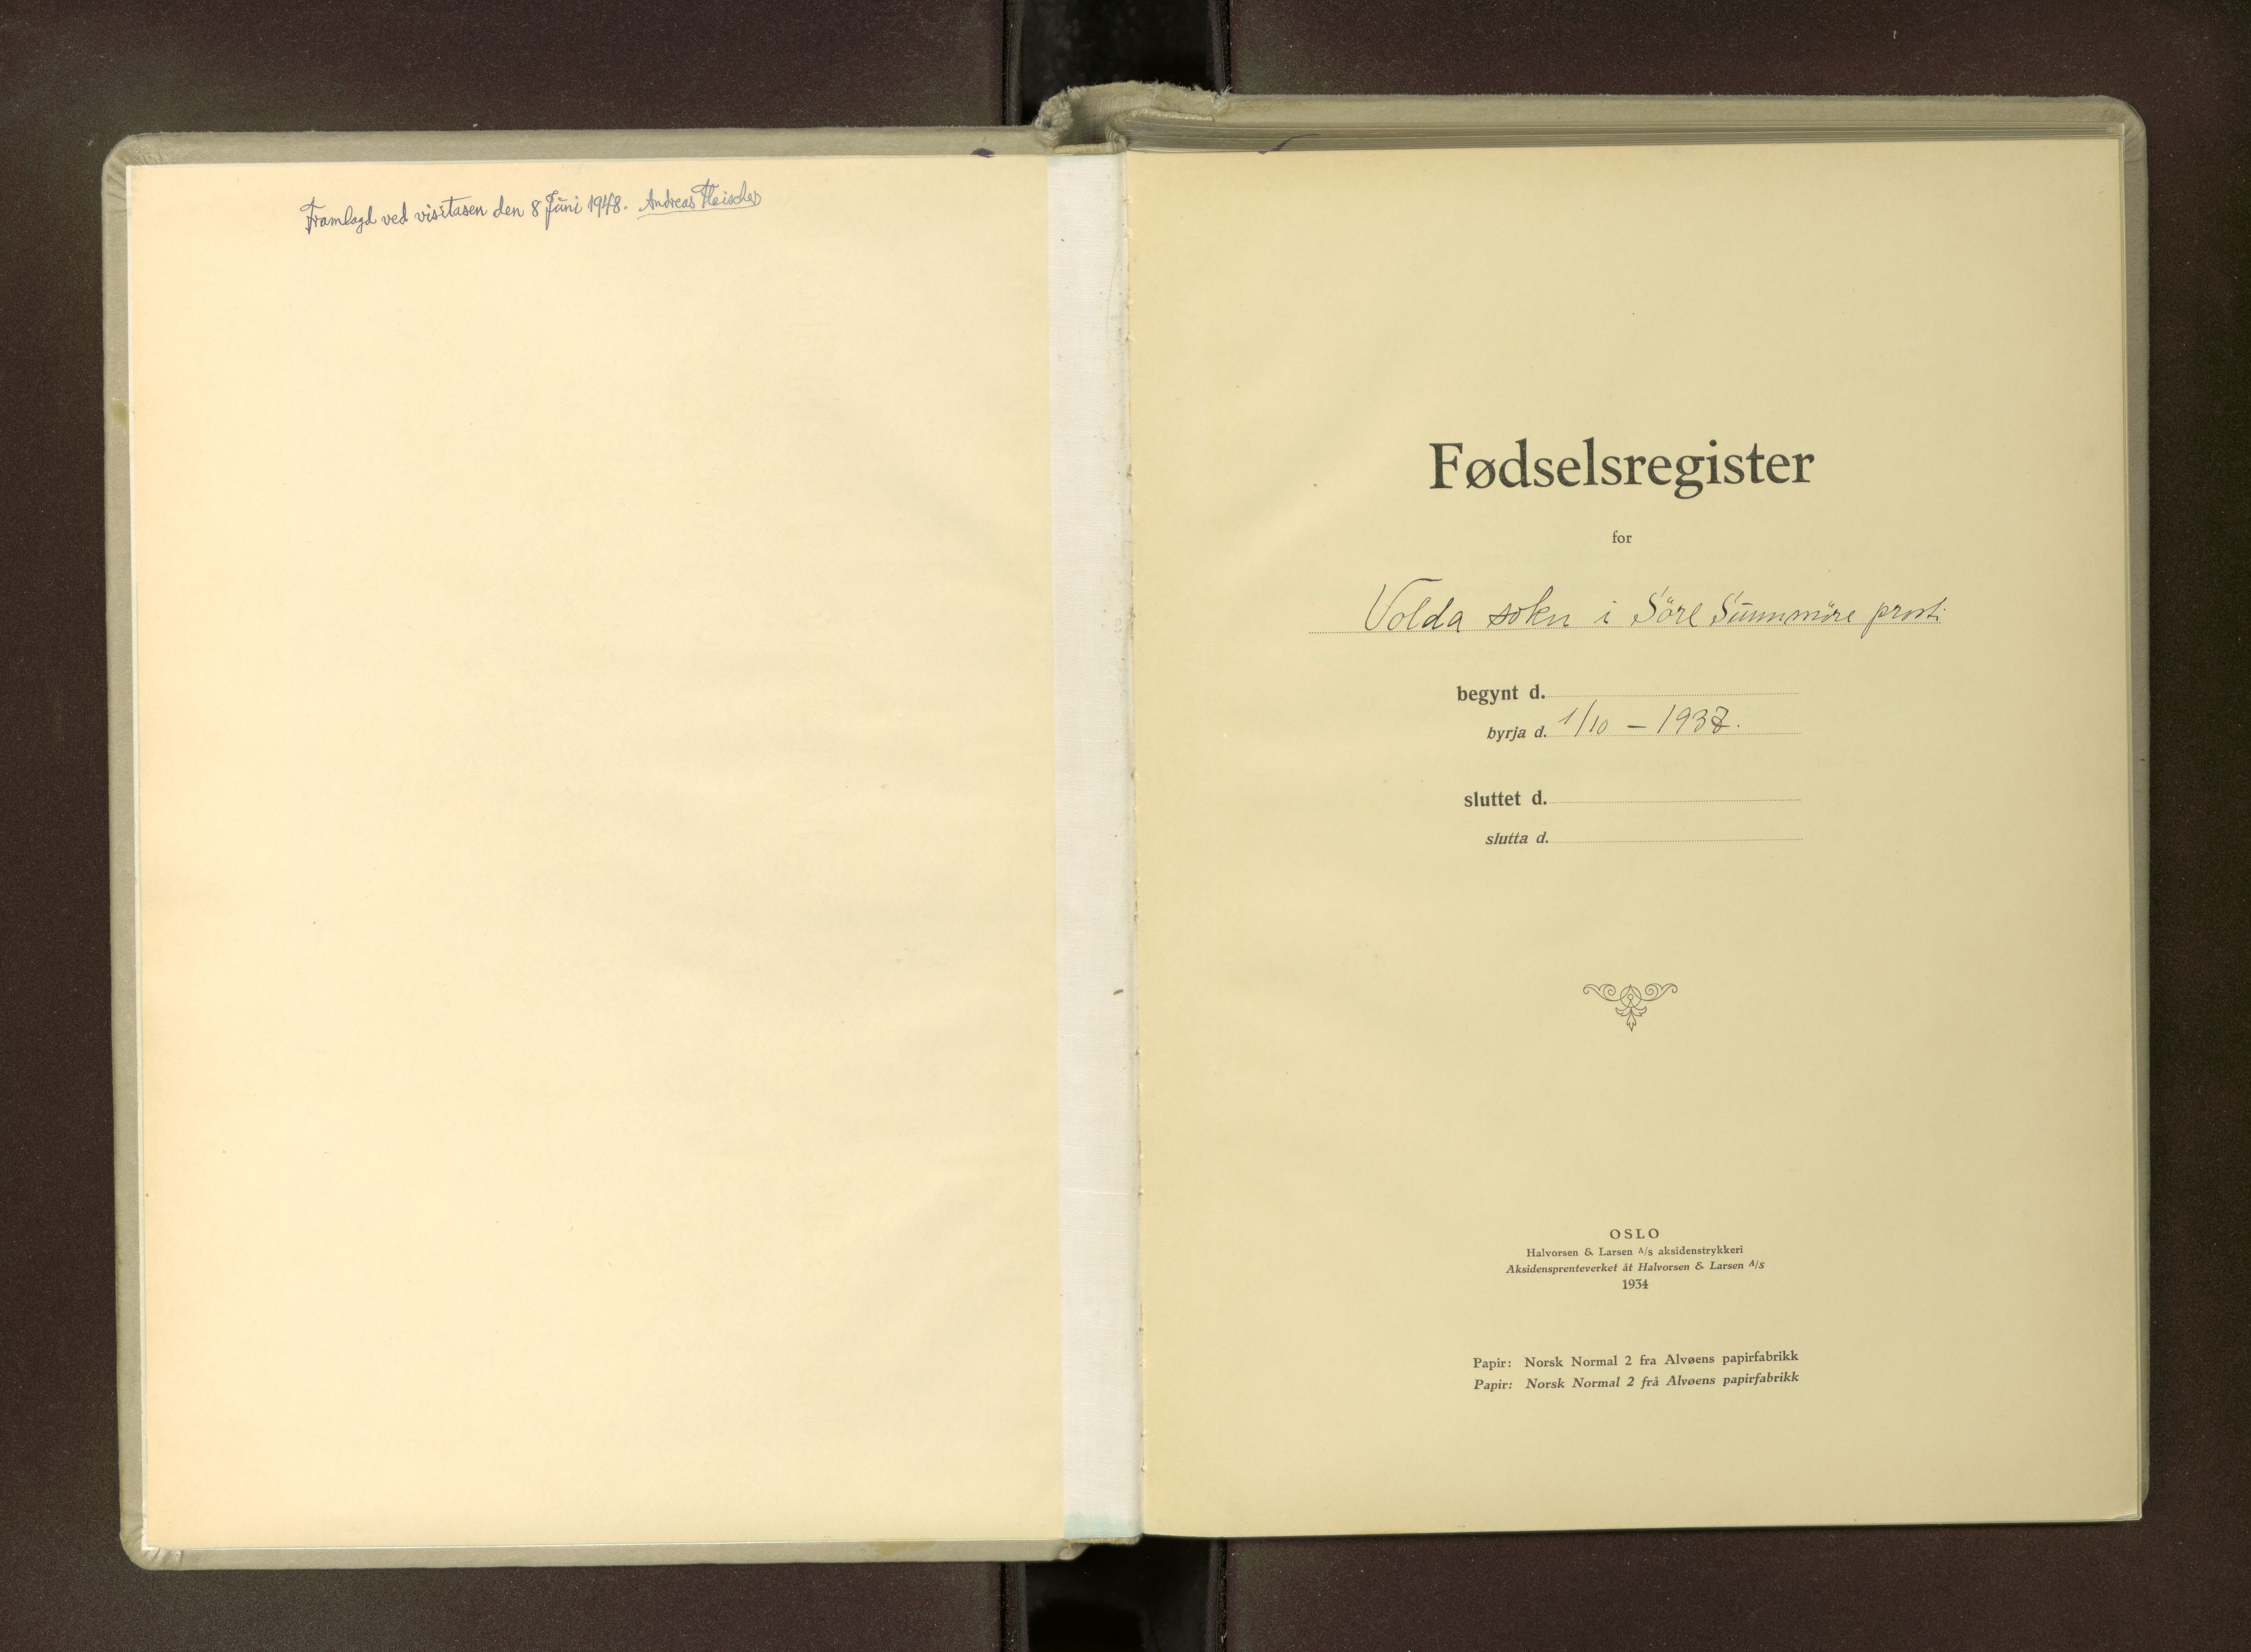 Framlagd ved visitasen den 8 Juni 1948. Andreas Fleischer
Fødselsregister
for
Volda sokn i Söre Sunnmöre prosti
begynt d.
byrja d. 1/10 – 1937.
sluttet d.
slutta d.
OSLO
Halvorsen & Larsen A/s aksidenstrykkeri
Aksidensprenteverket åt Halvorsen & Larsen A/s
1934
Papir: Norsk Normal 2 fra Alvøens papirfabrikk
Papir: Norsk Normal 2 frå Alvøens papirfabrikk